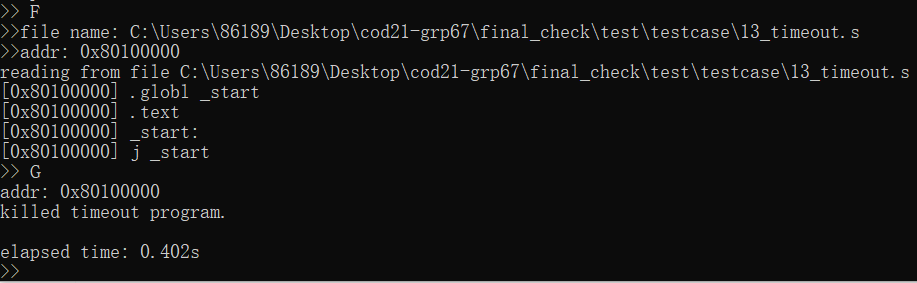 >> F
>>file name: C:\Users\86189\Desktop\cod21-grp67\final_check\test\testcase\13_timeout.s
>>addr: 0x80100000
reading from file C:\Users\86189\Desktop\cod21-grp67\final_check\test\testcase\13_timeout.s
[0x80100000] .globl _start
[0x80100000] .text
[0x80100000] _start:
[0x80100000] j _start
>> G
addr: 0x80100000
killed timeout program.
elapsed time: 0.402s
>>